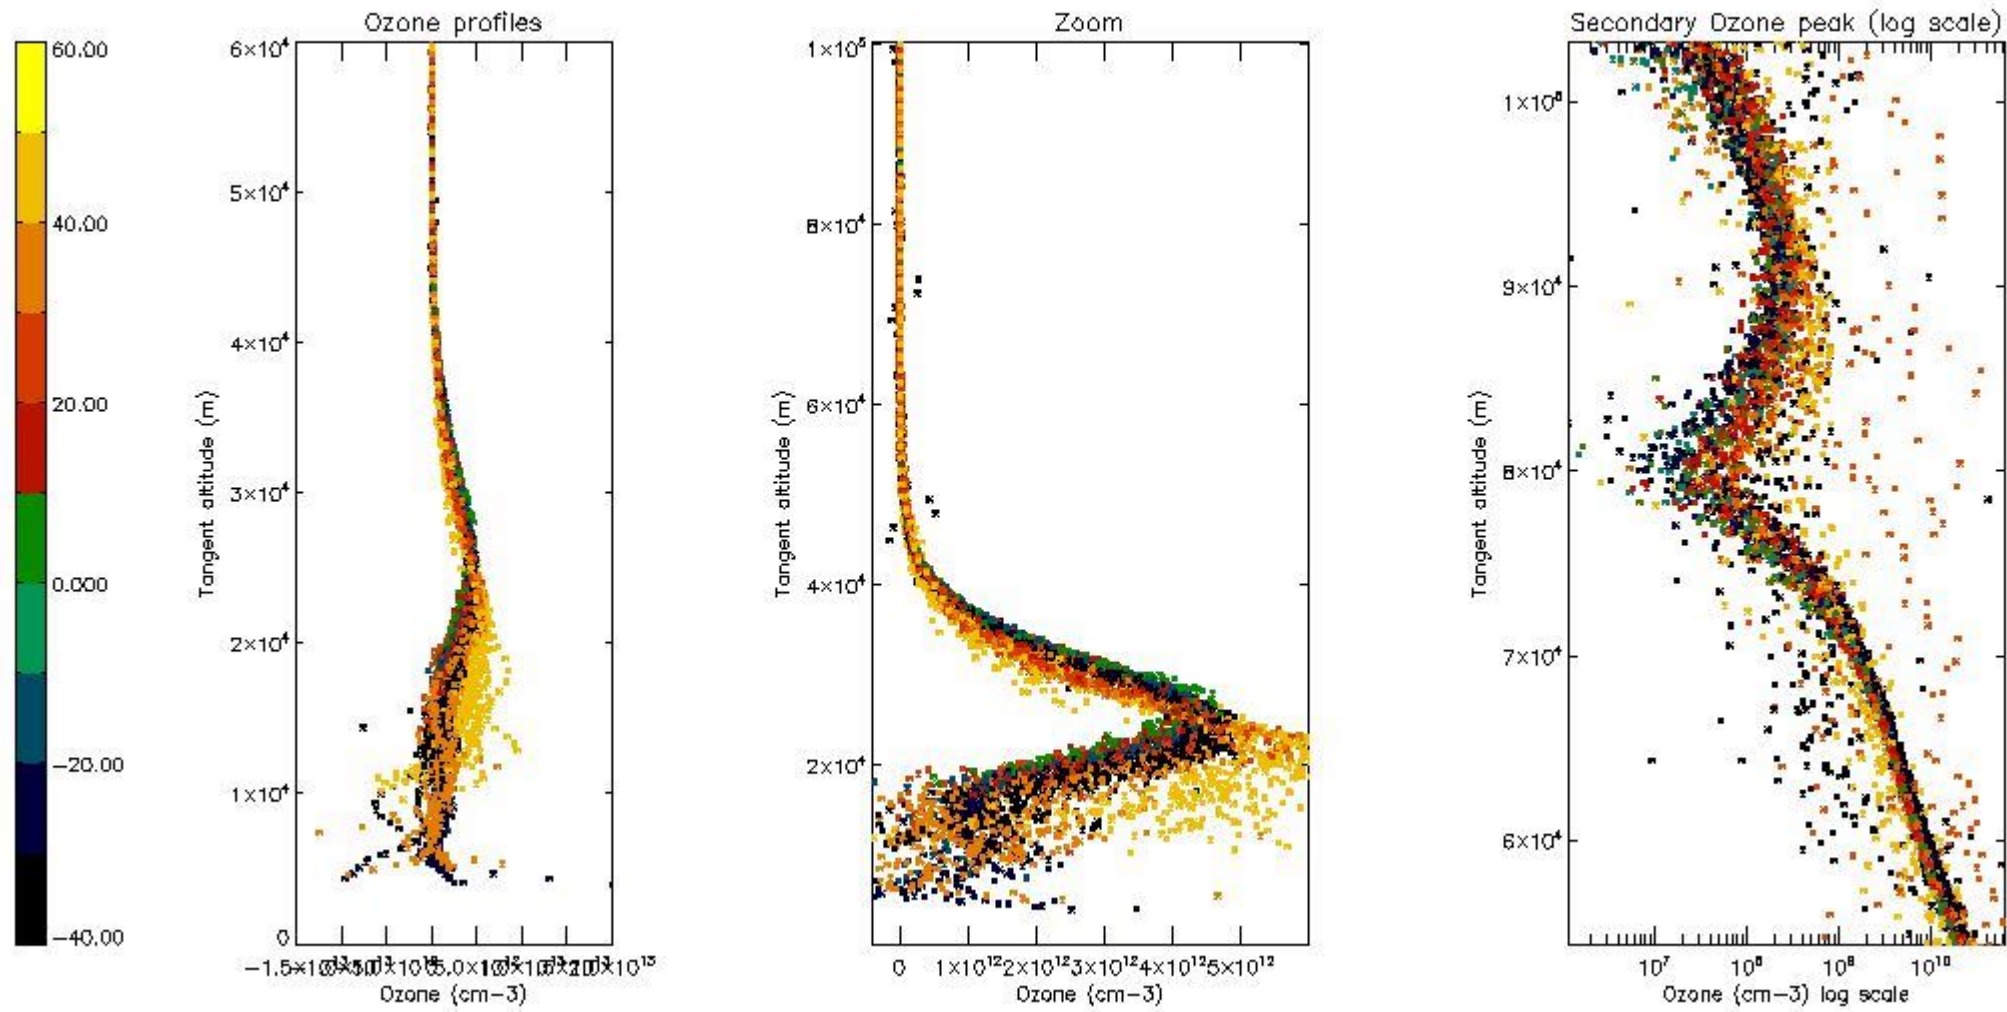 Ozone profiles
Zoom
Secondary Ozone peak (log scale)
60.00
40.00
20.00
0.000
−20.00
−40.00
6×10⁴
5×10⁴
4×10⁴
3×10⁴
2×10⁴
1×10⁴
0
Tangent altitude (m)
Ozone (cm−3)
1×10⁵
8×10⁴
6×10⁴
4×10⁴
2×10⁴
Tangent altitude (m)
0 1×10¹² 2×10¹² 3×10¹² 4×10¹² 5×10¹²
Ozone (cm−3)
1×10⁵
9×10⁴
8×10⁴
7×10⁴
6×10⁴
Tangent altitude (m)
10⁷ 10⁸ 10⁹ 10¹⁰
Ozone (cm−3) log scale